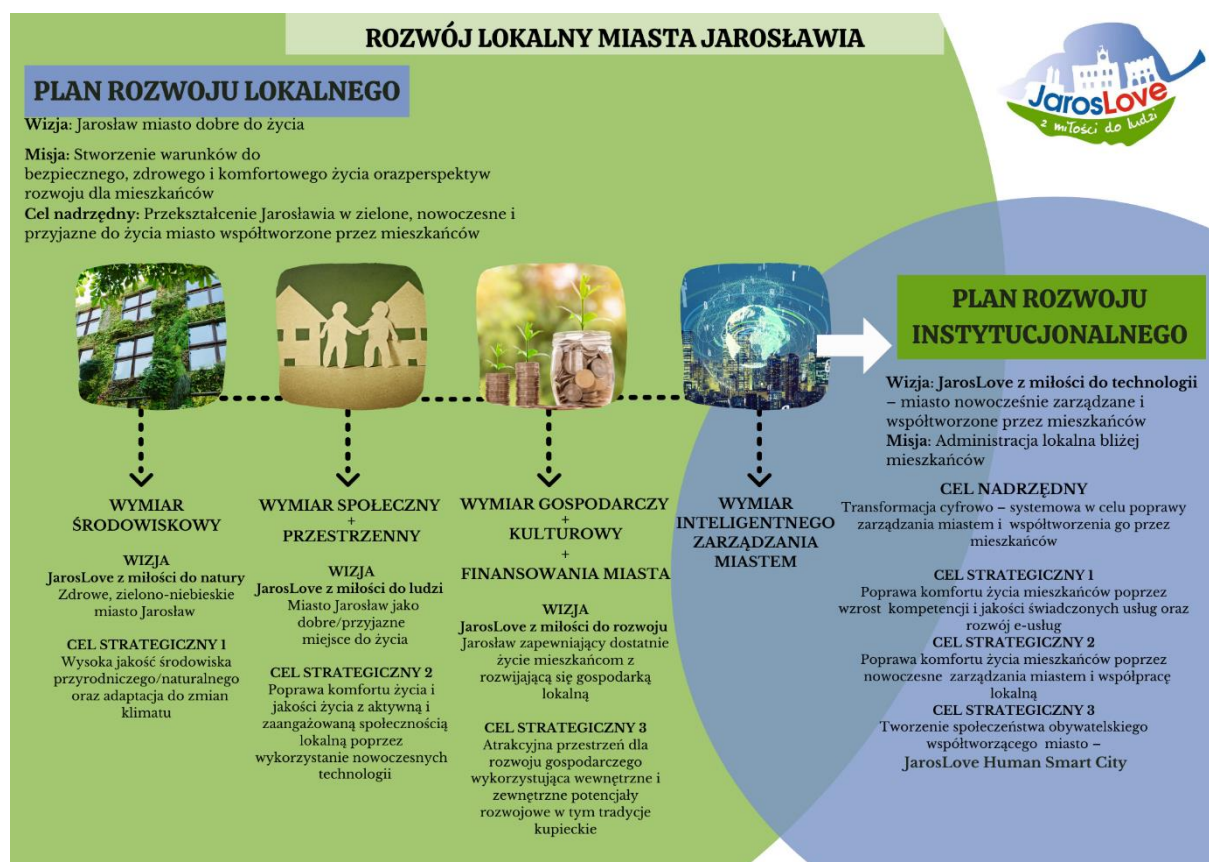 ROZWÓJ LOKALNY MIASTA JAROSŁAWIA
JarosLove
z miłości do ludzi
PLAN ROZWOJU LOKALNEGO
Wizja: Jarosław miasto dobre do życia
Misja: Stworzenie warunków do
bezpiecznego, zdrowego i komfortowego życia orazperspektyw
rozwoju dla mieszkańców
Cel nadrzędny: Przekształcenie Jarosławia w zielone, nowoczesne i
przyjazne do życia miasto współtworzone przez mieszkańców
WYMIAR
ŚRODOWISKOWY
WIZJA
JarosLove z miłości do natury
Zdrowe, zielono-niebieskie
miasto Jarosław
CEL STRATEGICZNY 1
Wysoka jakość środowiska
przyrodniczego/naturalnego
oraz adaptacja do zmian
klimatu
WYMIAR SPOŁECZNY
+
PRZESTRZENNY
WIZJA
JarosLove z miłości do ludzi
Miasto Jarosław jako
dobre/przyjazne
miejsce do życia
CEL STRATEGICZNY 2
Poprawa komfortu życia i
jakości życia z aktywną i
zaangażowaną społecznością
lokalną poprzez
wykorzystanie nowoczesnych
technologii
WYMIAR GOSPODARCZY
+
KULTUROWY
+
FINANSOWANIA MIASTA
WIZJA
JarosLove z miłości do rozwoju
Jarosław zapewniający dostatnie
życie mieszkańcom z
rozwijającą się gospodarką
lokalną
CEL STRATEGICZNY 3
Atrakcyjna przestrzeń dla
rozwoju gospodarczego
wykorzystująca wewnętrzne i
zewnętrzne potencjały
rozwojowe w tym tradycje
kupieckie
WYMIAR
INTELIGENTNEGO
ZARZĄDZANIA
MIASTEM
PLAN ROZWOJU
INSTYTUCJONALNEGO
Wizja: JarosLove z miłości do technologii
– miasto nowocześnie zarządzane i
współtworzone przez mieszkańców
Misja: Administracja lokalna bliżej
mieszkańców
CEL NADRZĘDNY
Transformacja cyfrowo – systemowa w celu poprawy
zarządzania miastem i współtworzenia go przez
mieszkańców
CEL STRATEGICZNY 1
Poprawa komfortu życia mieszkańców poprzez
wzrost kompetencji i jakości świadczonych usług oraz
rozwój e-usług
CEL STRATEGICZNY 2
Poprawa komfortu życia mieszkańców poprzez
nowoczesne zarządzania miastem i współpracę
lokalną
CEL STRATEGICZNY 3
Tworzenie społeczeństwa obywatelskiego
współtworzącego miasto –
JarosLove Human Smart City